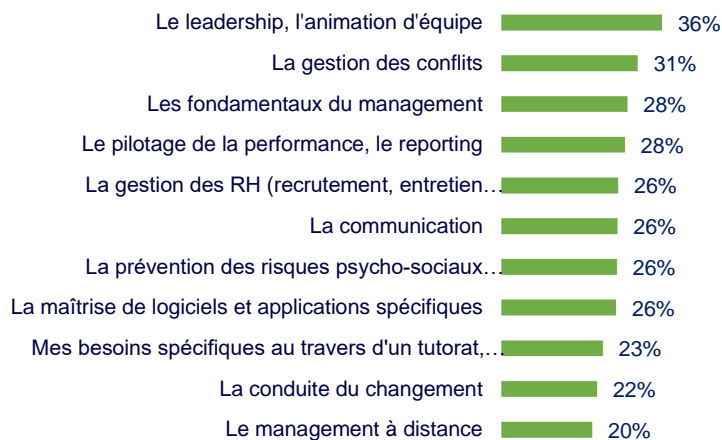 Le leadership, l'animation d'équipe 36%
La gestion des conflits 31%
Les fondamentaux du management 28%
Le pilotage de la performance, le reporting 28%
La gestion des RH (recrutement, entretien… 26%
La communication 26%
La prévention des risques psycho-sociaux… 26%
La maîtrise de logiciels et applications spécifiques 26%
Mes besoins spécifiques au travers d'un tutorat,… 23%
La conduite du changement 22%
Le management à distance 20%